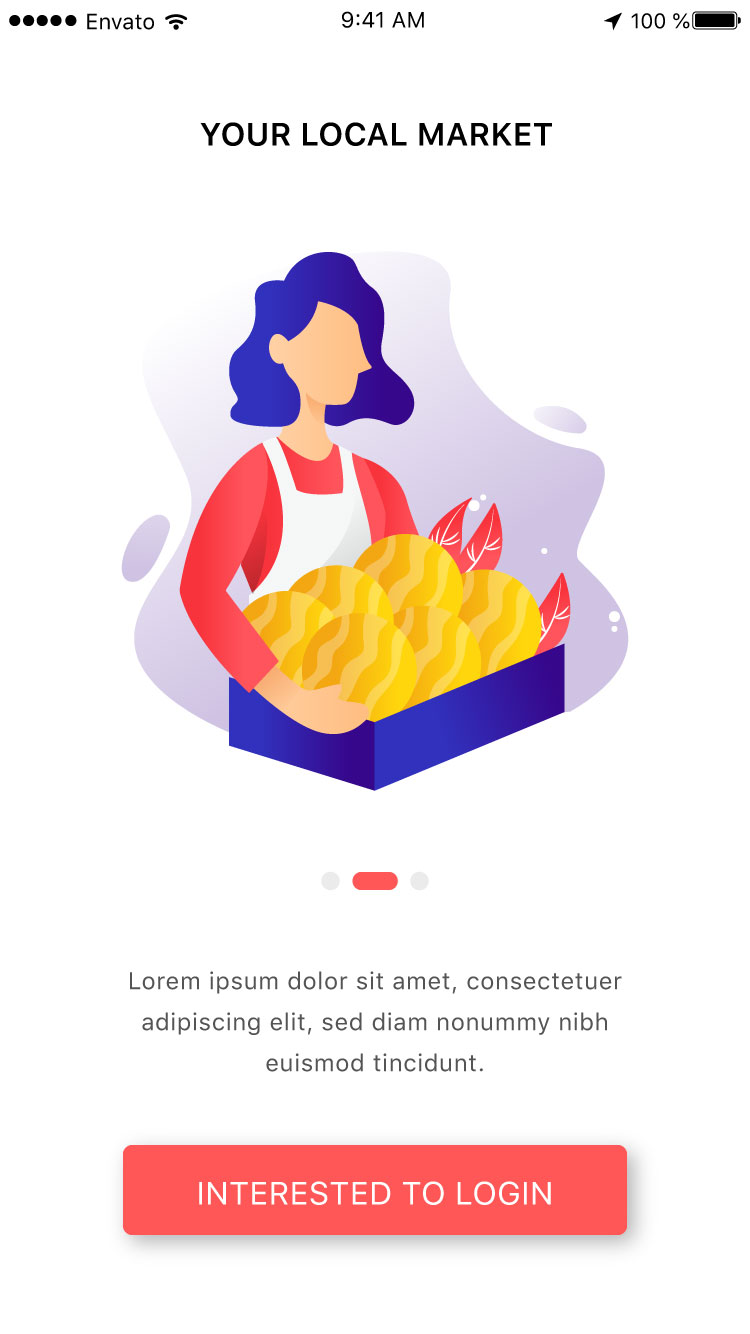 Envato 9:41 AM 100 %
YOUR LOCAL MARKET
Lorem ipsum dolor sit amet, consectetuer
adipiscing elit, sed diam nonummy nibh
euismod tincidunt.
INTERESTED TO LOGIN